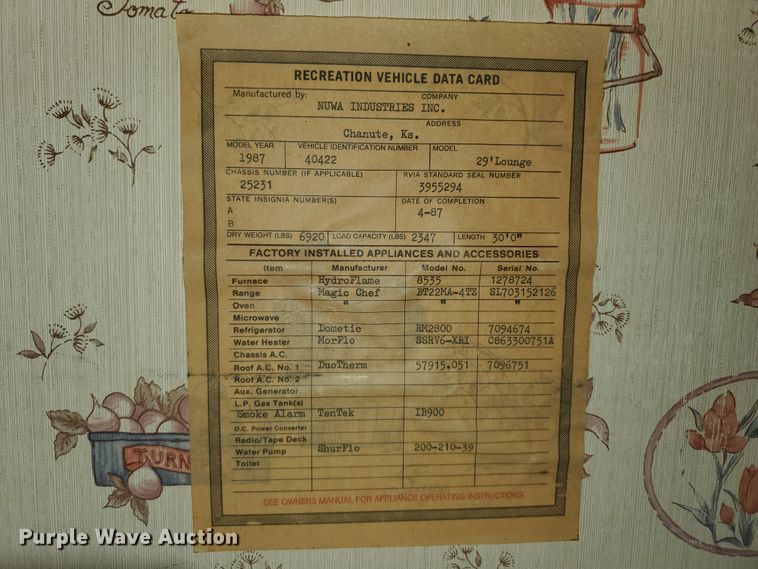 Tomato
RECREATION VEHICLE DATA CARD
Manufactured by: COMPANY
NUWA INDUSTRIES INC.
ADDRESS
Chanute, Ks.
MODEL YEAR VEHICLE IDENTIFICATION NUMBER MODEL
1987 40422 29'Lounge
CHASSIS NUMBER (IF APPLICABLE) RVIA STANDARD SEAL NUMBER
25231 3955294
STATE INSIGNIA NUMBER(S) DATE OF COMPLETION
A 4-87
B
DRY WEIGHT (LBS) 6920 LOAD CAPACITY (LBS) 2347 LENGTH 30'0"
FACTORY INSTALLED APPLIANCES AND ACCESSORIES
Item Manufacturer Model No. Serial No.
Furnace HydroFlame 8535 1278724
Range Magic Chef BT22MA-4TZ SL703152126
Oven " " "
Microwave
Refrigerator Dometic RM2800 7094674
Water Heater MorFlo SSRV6-XRI C863300751A
Chassis A.C.
Roof A.C. No. 1 DuoTherm 57915.051 7096751
Roof A.C. No. 2
Aux. Generator
L.P. Gas Tank(s)
Smoke Alarm TenTek IB900
D.C. Power Converter
Radio/Tape Deck
Water Pump ShurFlo 200-210-39
Toilet
TURN
SEE OWNERS MANUAL FOR APPLIANCE OPERATING INSTRUCTIONS
Purple Wave Auction